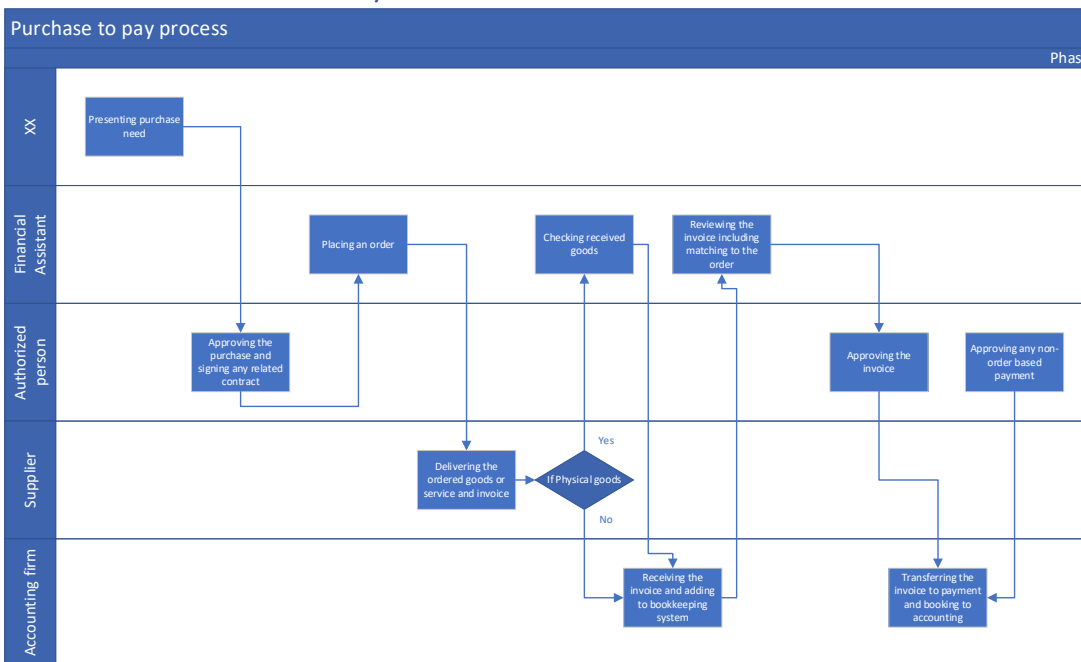 Purchase to pay process
Phas
XX
Presenting purchase
need
Financial
Assistant
Placing an order
Checking received
goods
Reviewing the
invoice including
matching to the
order
Authorized
person
Approving the
purchase and
signing any related
contract
Approving the
invoice
Approving any non-
order based
payment
Supplier
Delivering the
ordered goods or
service and invoice
If Physical goods
Yes
No
Accounting firm
Receiving the
invoice and adding
to bookkeeping
system
Transferring the
invoice to payment
and booking to
accounting